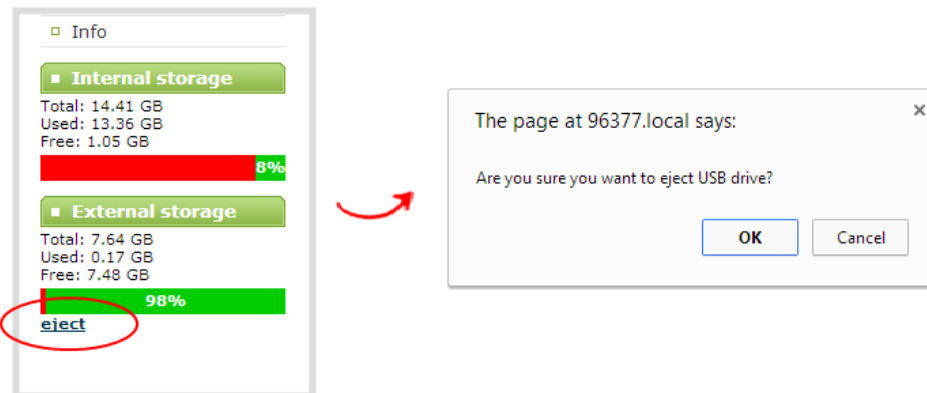 Info
Internal storage
Total: 14.41 GB
Used: 13.36 GB
Free: 1.05 GB
8%
External storage
Total: 7.64 GB
Used: 0.17 GB
Free: 7.48 GB
98%
eject
The page at 96377.local says:
Are you sure you want to eject USB drive?
OK Cancel